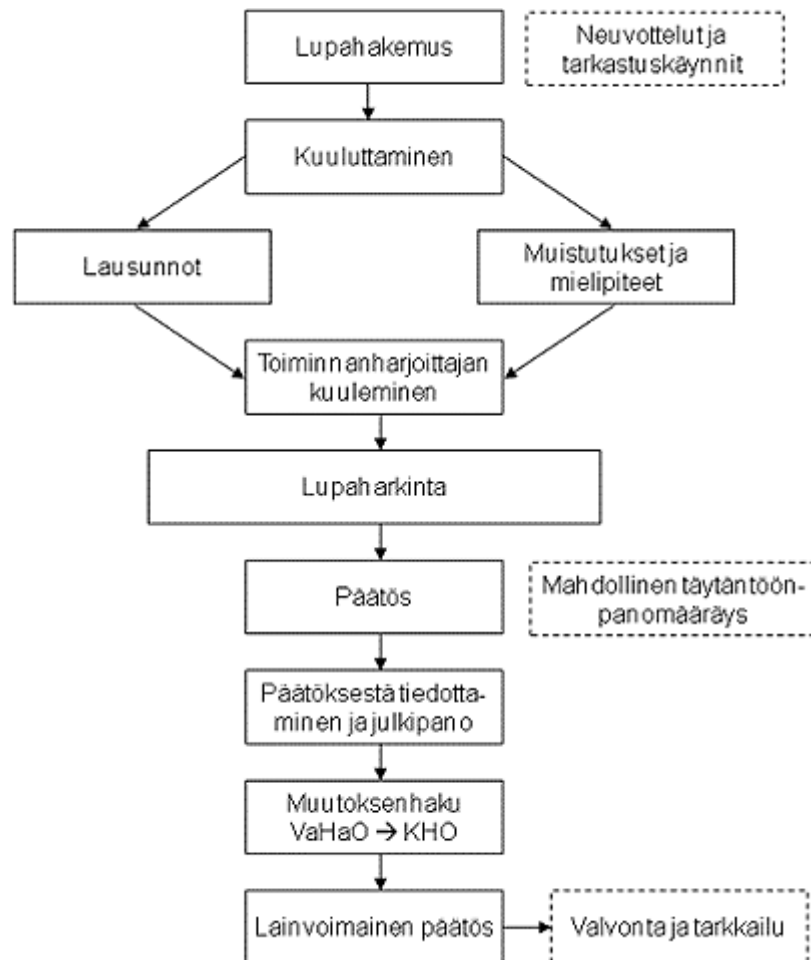 Lupahakemus
Neuvottelut ja
tarkastuskäynnit
Kuuluttaminen
Lausunnot
Muistutukset ja
mielipiteet
Toiminnanharjoittajan
kuuleminen
Lupaharkinta
Päätös
Mahdollinen täytäntöön-
panomääräys
Päätöksestä tiedotta-
minen ja julkipano
Muutoksenhaku
VaHaO → KHO
Lainvoimainen päätös
Valvonta ja tarkkailu